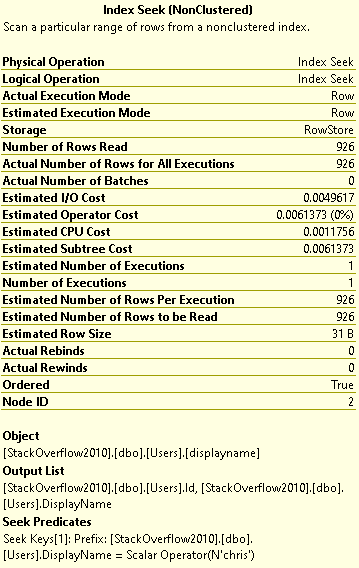 Index Seek (NonClustered)
Scan a particular range of rows from a nonclustered index.
Physical Operation Index Seek
Logical Operation Index Seek
Actual Execution Mode Row
Estimated Execution Mode Row
Storage RowStore
Number of Rows Read 926
Actual Number of Rows for All Executions 926
Actual Number of Batches 0
Estimated I/O Cost 0.0049617
Estimated Operator Cost 0.0061373 (0%)
Estimated CPU Cost 0.0011756
Estimated Subtree Cost 0.0061373
Estimated Number of Executions 1
Number of Executions 1
Estimated Number of Rows Per Execution 926
Estimated Number of Rows to be Read 926
Estimated Row Size 31 B
Actual Rebinds 0
Actual Rewinds 0
Ordered True
Node ID 2
Object
[StackOverflow2010].[dbo].[Users].[displayname]
Output List
[StackOverflow2010].[dbo].[Users].Id, [StackOverflow2010].[dbo].
[Users].DisplayName
Seek Predicates
Seek Keys[1]: Prefix: [StackOverflow2010].[dbo].
[Users].DisplayName = Scalar Operator(N'chris')